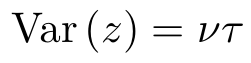 Var (z) = ντ